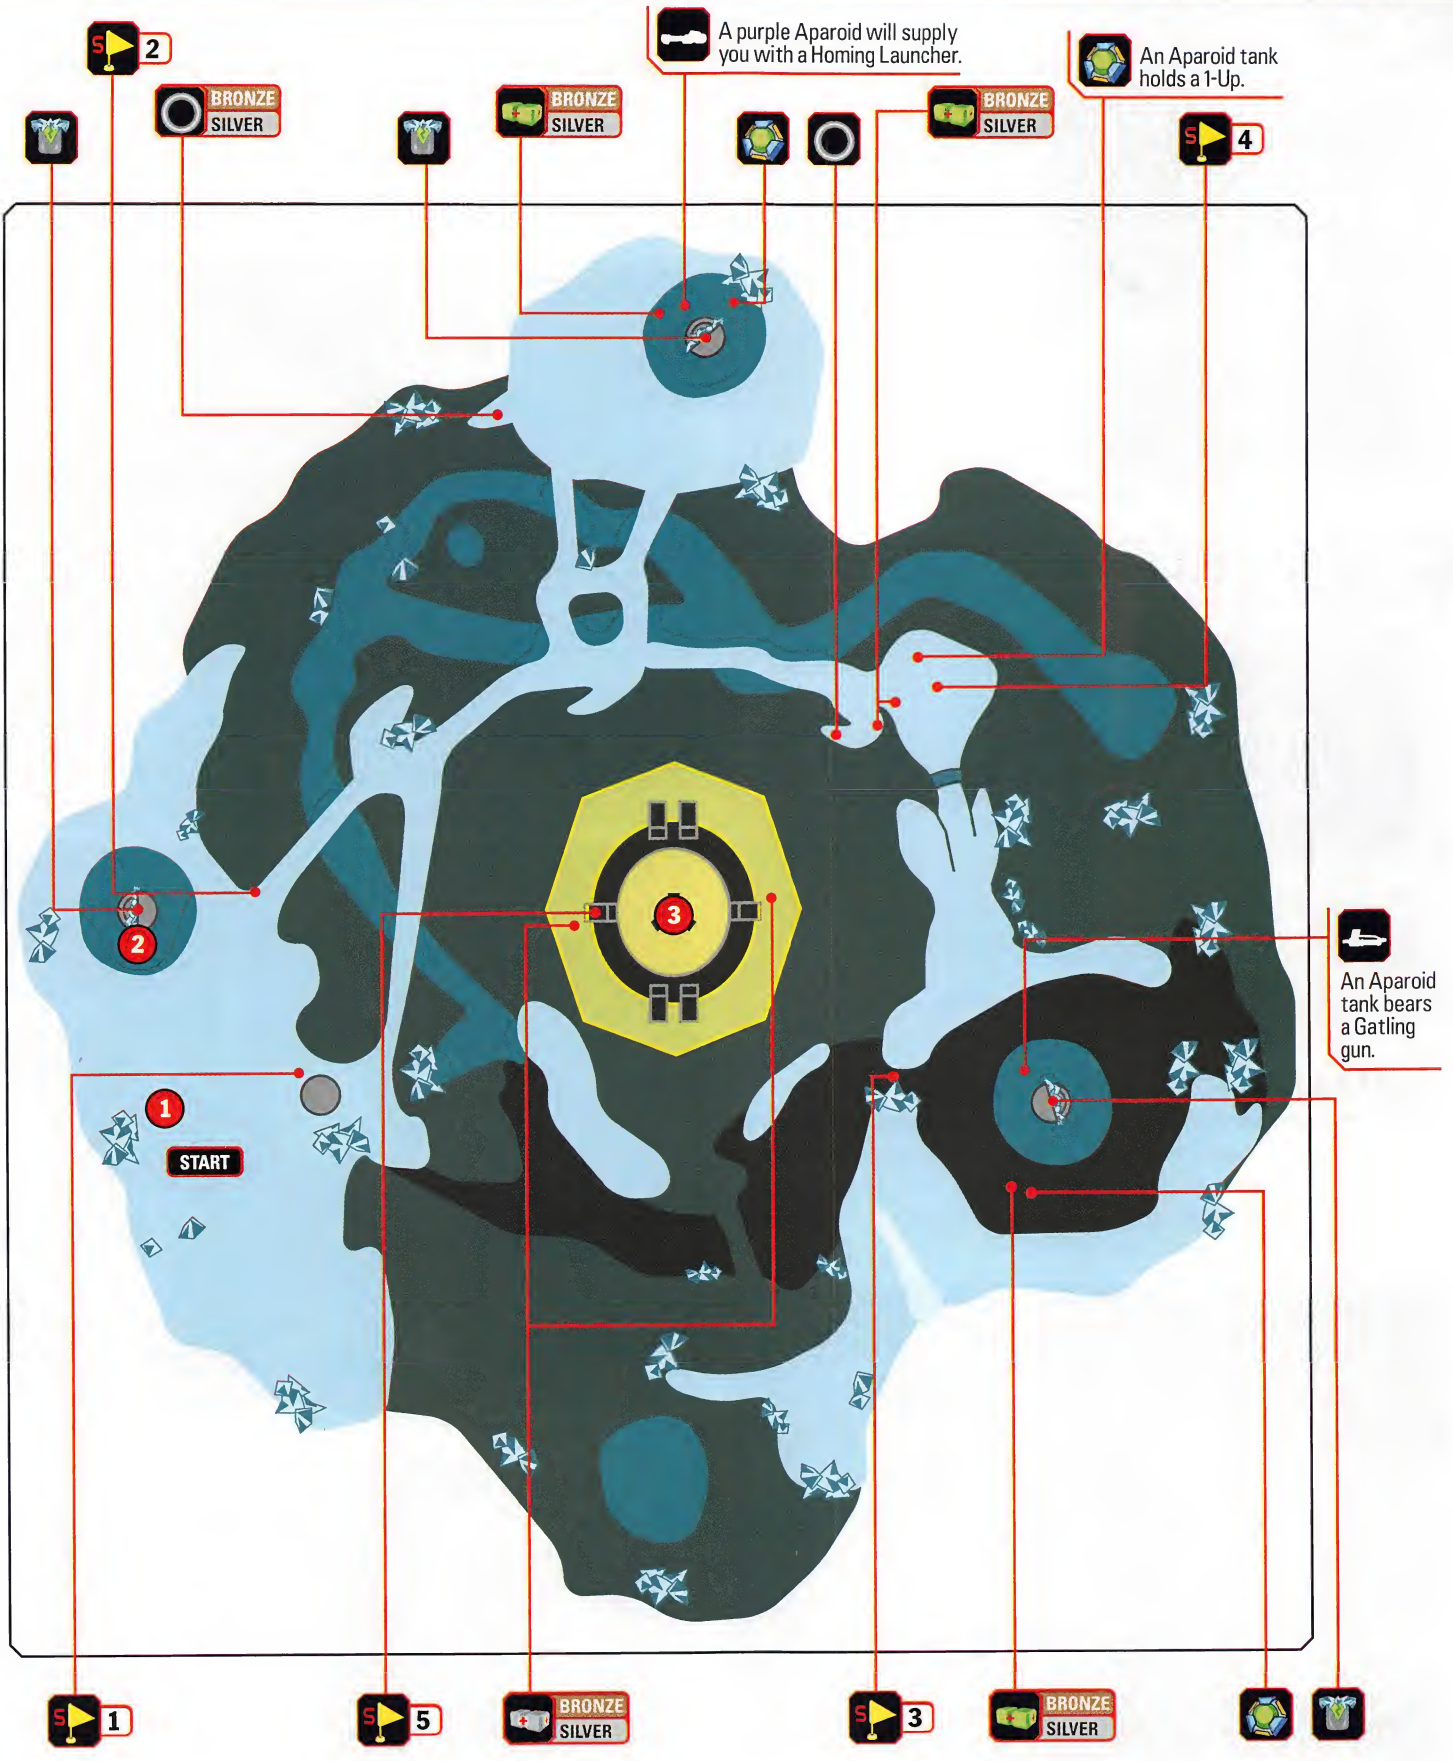 A purple Aparoid will supply
you with a Homing Launcher.
S 2
An Aparoid tank
holds a 1-Up.
BRONZE
SILVER
BRONZE
SILVER
BRONZE
SILVER
S 4
3
2
An Aparoid
tank bears
a Gatling
gun.
1
START
S 1
S 5
BRONZE
SILVER
S 3
BRONZE
SILVER